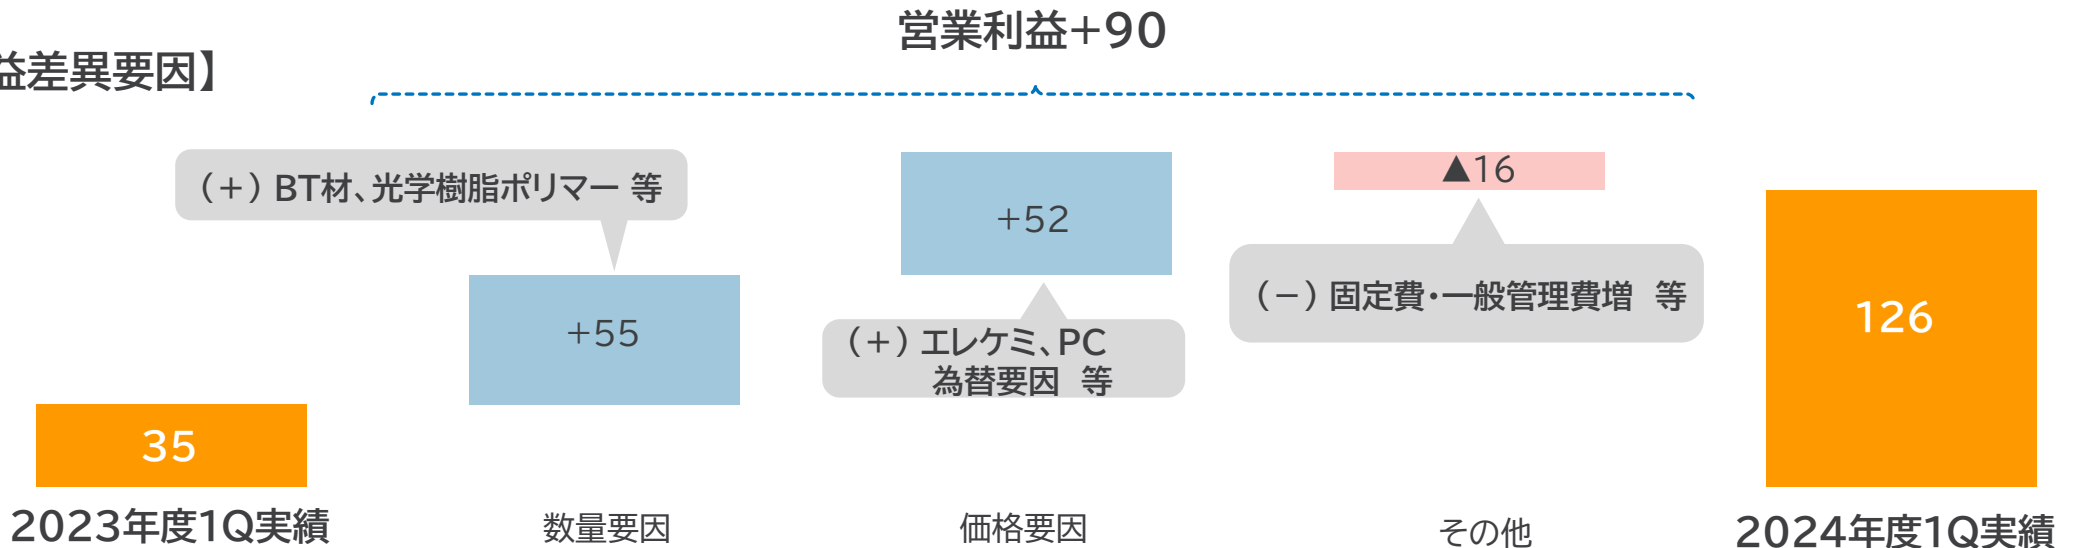 営業利益+90
益差異要因】
(+) BT材、光学樹脂ポリマー 等
▲16
+52
(-) 固定費・一般管理費増 等
+55
126
(+) エレケミ、PC
為替要因 等
35
2023年度1Q実績
数量要因
価格要因
その他
2024年度1Q実績